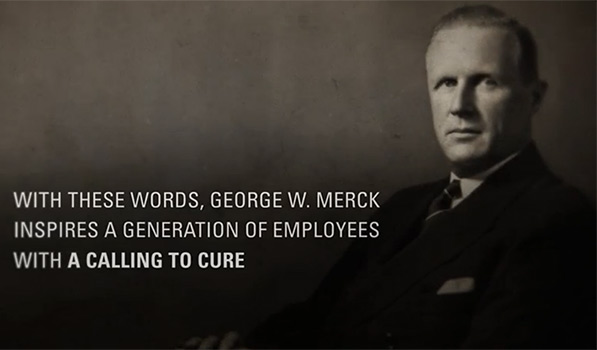 WITH THESE WORDS, GEORGE W. MERCK
INSPIRES A GENERATION OF EMPLOYEES
WITH A CALLING TO CURE